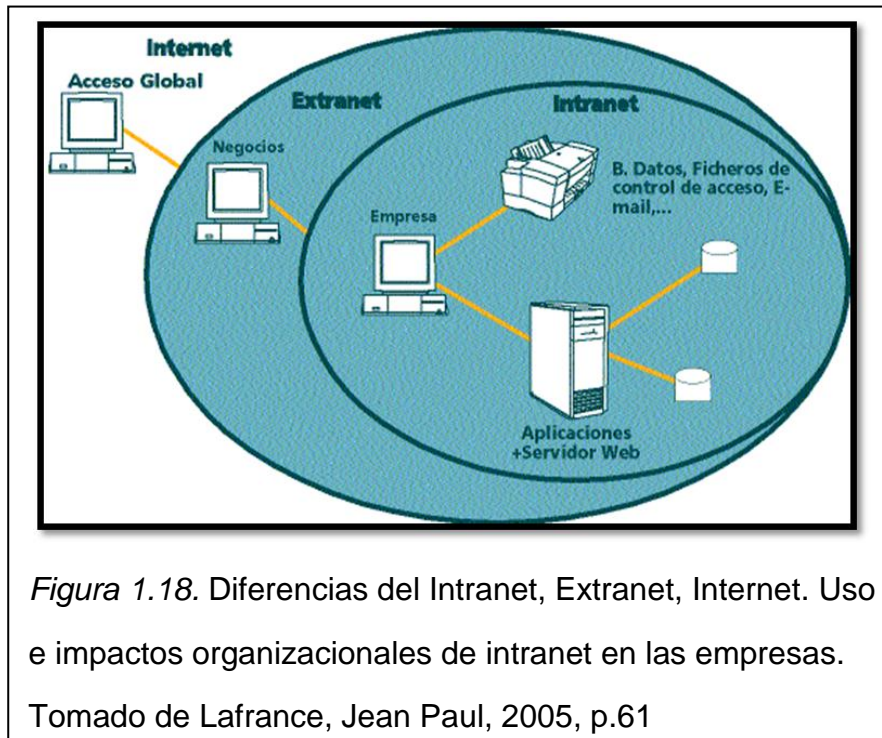 Internet
Acceso Global
Extranet
Intranet
Negocios
B. Datos, Ficheros de
control de acceso, E-
mail,...
Empresa
Aplicaciones
+Servidor Web
Figura 1.18. Diferencias del Intranet, Extranet, Internet. Uso
e impactos organizacionales de intranet en las empresas.
Tomado de Lafrance, Jean Paul, 2005, p.61